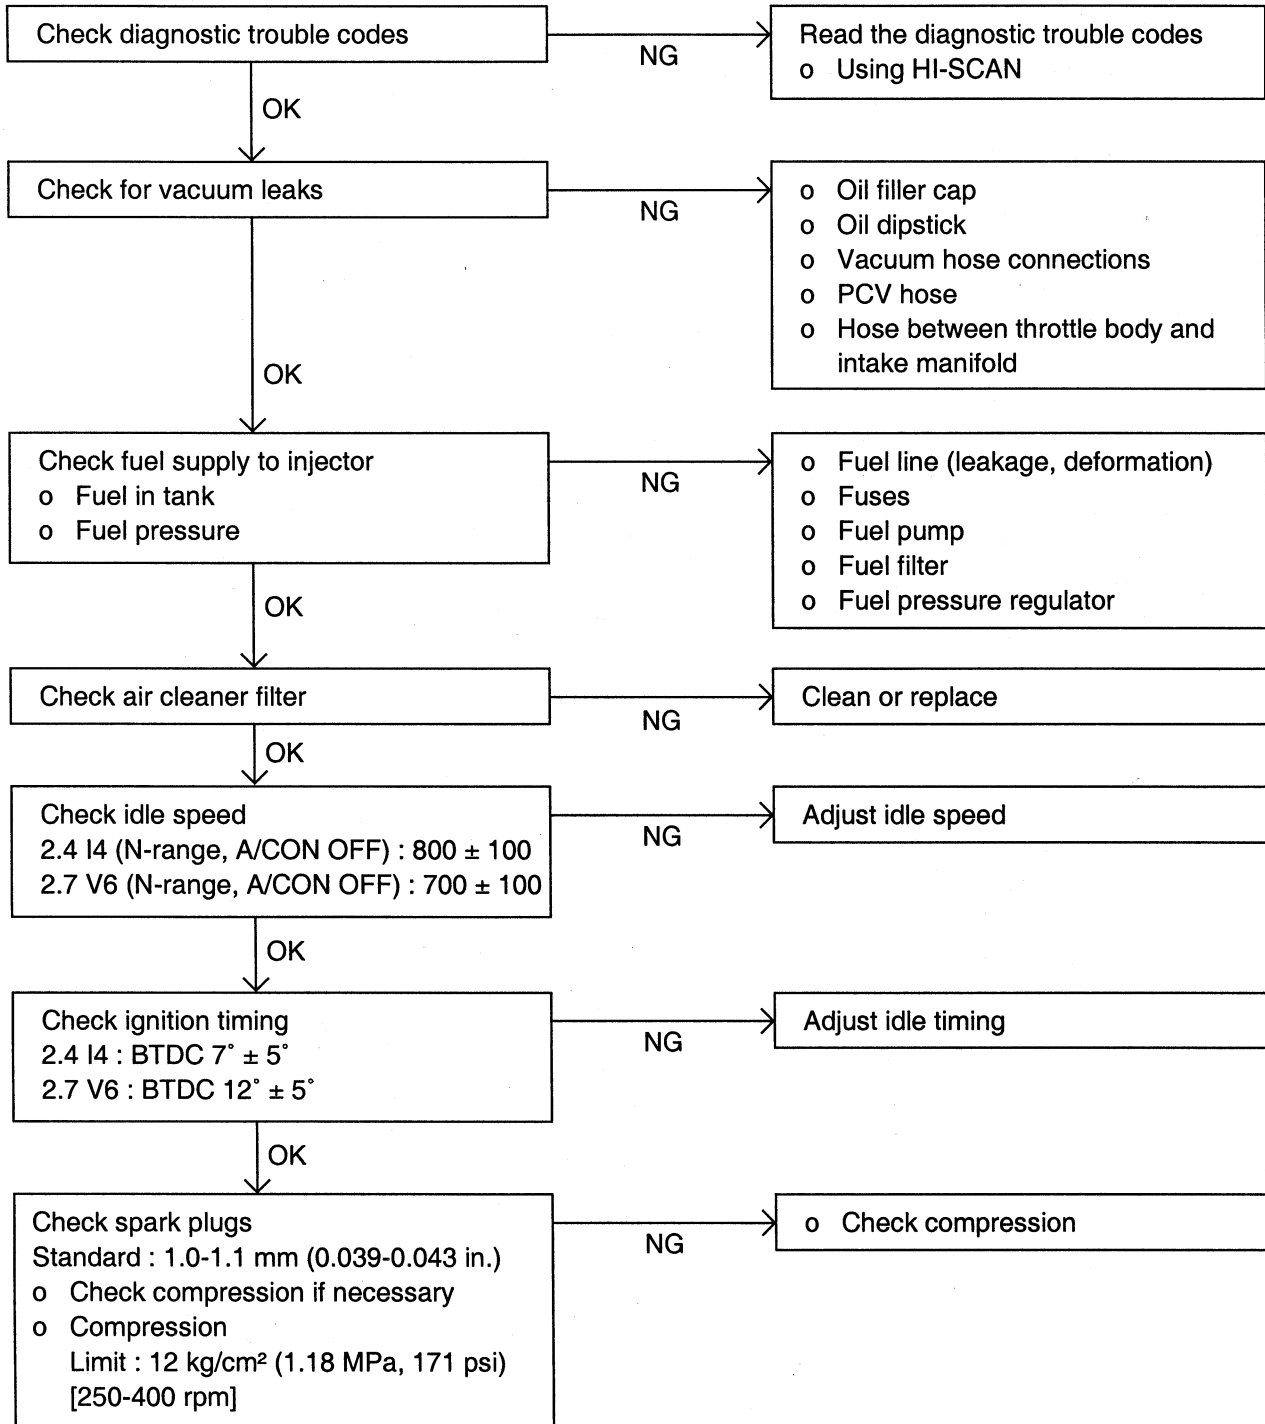 Check diagnostic trouble codes
NG
Read the diagnostic trouble codes
o Using HI-SCAN
OK
Check for vacuum leaks
NG
o Oil filler cap
o Oil dipstick
o Vacuum hose connections
o PCV hose
o Hose between throttle body and
intake manifold
OK
Check fuel supply to injector
o Fuel in tank
o Fuel pressure
NG
o Fuel line (leakage, deformation)
o Fuses
o Fuel pump
o Fuel filter
o Fuel pressure regulator
OK
Check air cleaner filter
NG
Clean or replace
OK
Check idle speed
2.4 I4 (N-range, A/CON OFF) : 800 ± 100
2.7 V6 (N-range, A/CON OFF) : 700 ± 100
NG
Adjust idle speed
OK
Check ignition timing
2.4 I4 : BTDC 7˚ ± 5˚
2.7 V6 : BTDC 12˚ ± 5˚
NG
Adjust idle timing
OK
Check spark plugs
Standard : 1.0-1.1 mm (0.039-0.043 in.)
o Check compression if necessary
o Compression
Limit : 12 kg/cm² (1.18 MPa, 171 psi)
[250-400 rpm]
NG
o Check compression